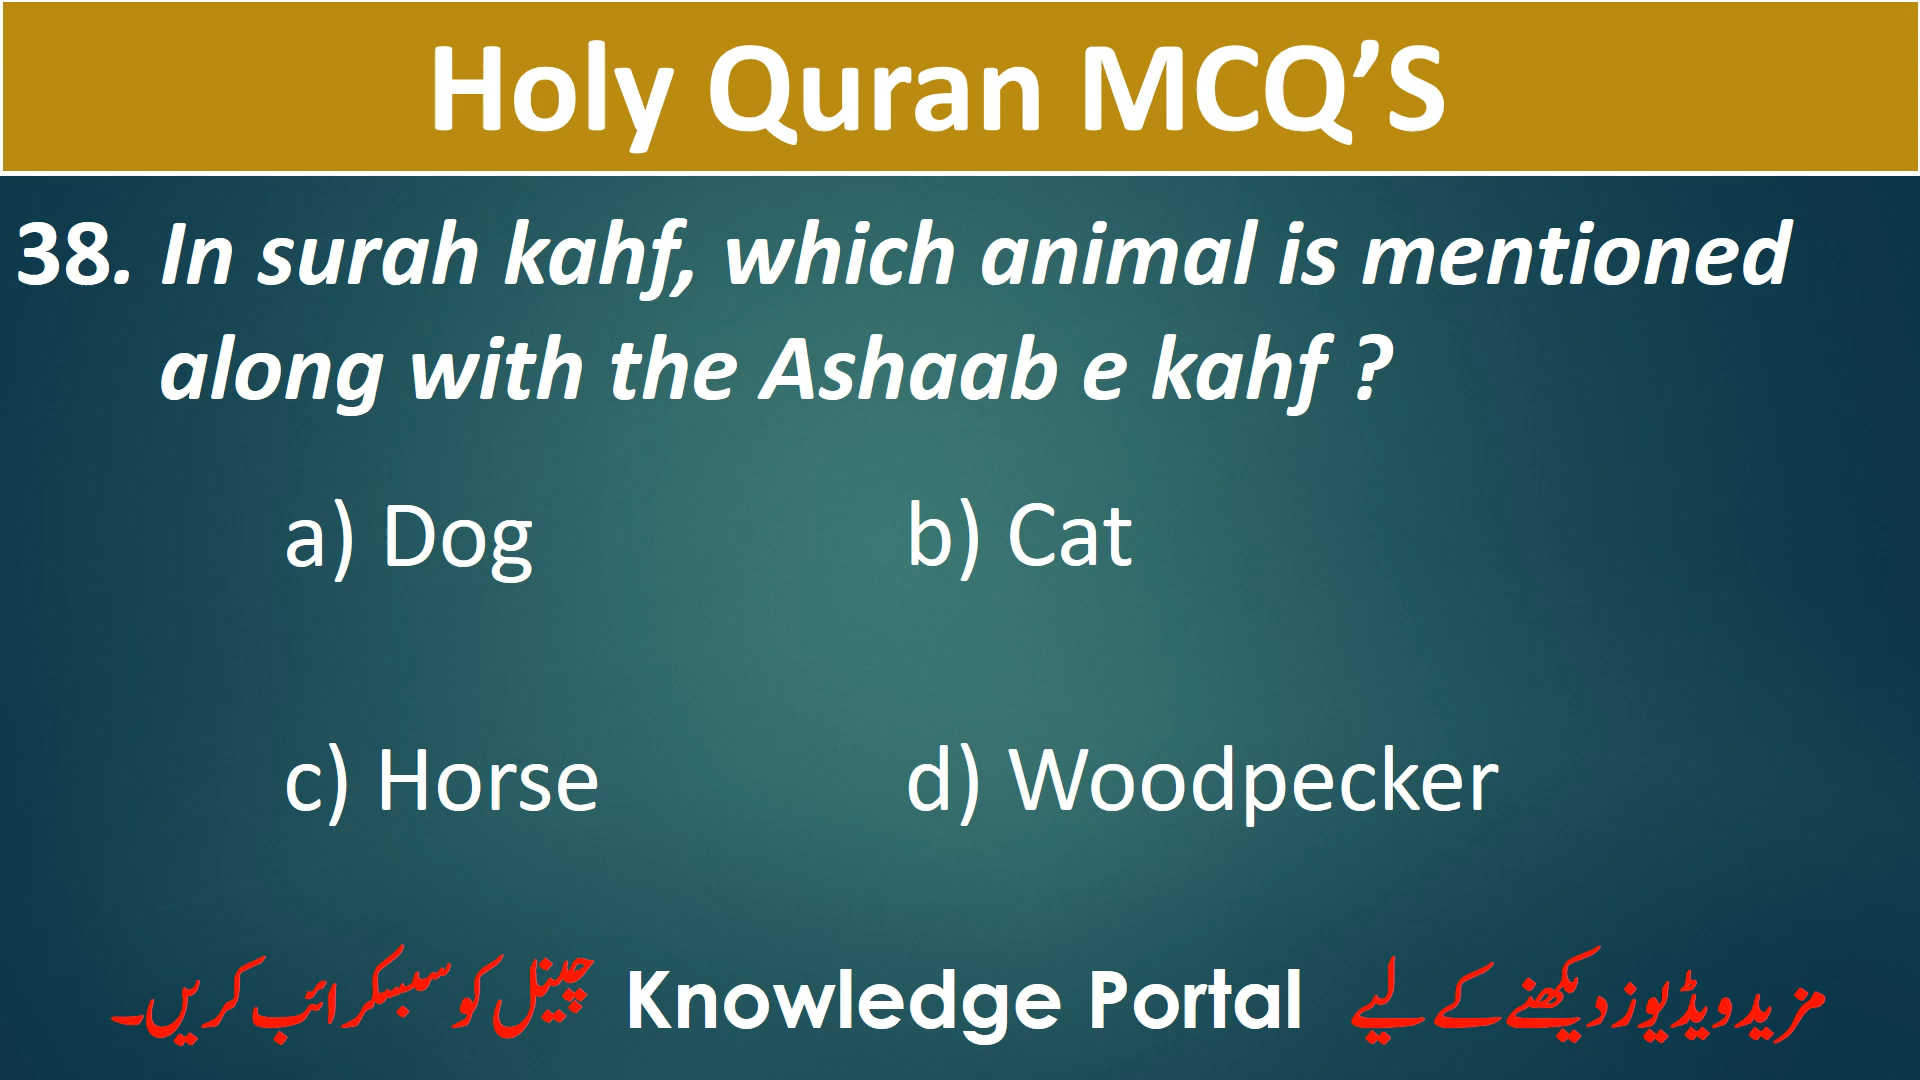 Holy Quran MCQ’S
38. In surah kahf, which animal is mentioned
along with the Ashaab e kahf ?
a) Dog b) Cat
c) Horse d) Woodpecker
مزید ویڈیوز دیکھنے کے لیے Knowledge Portal چینل کو سبسکرائب کریں۔